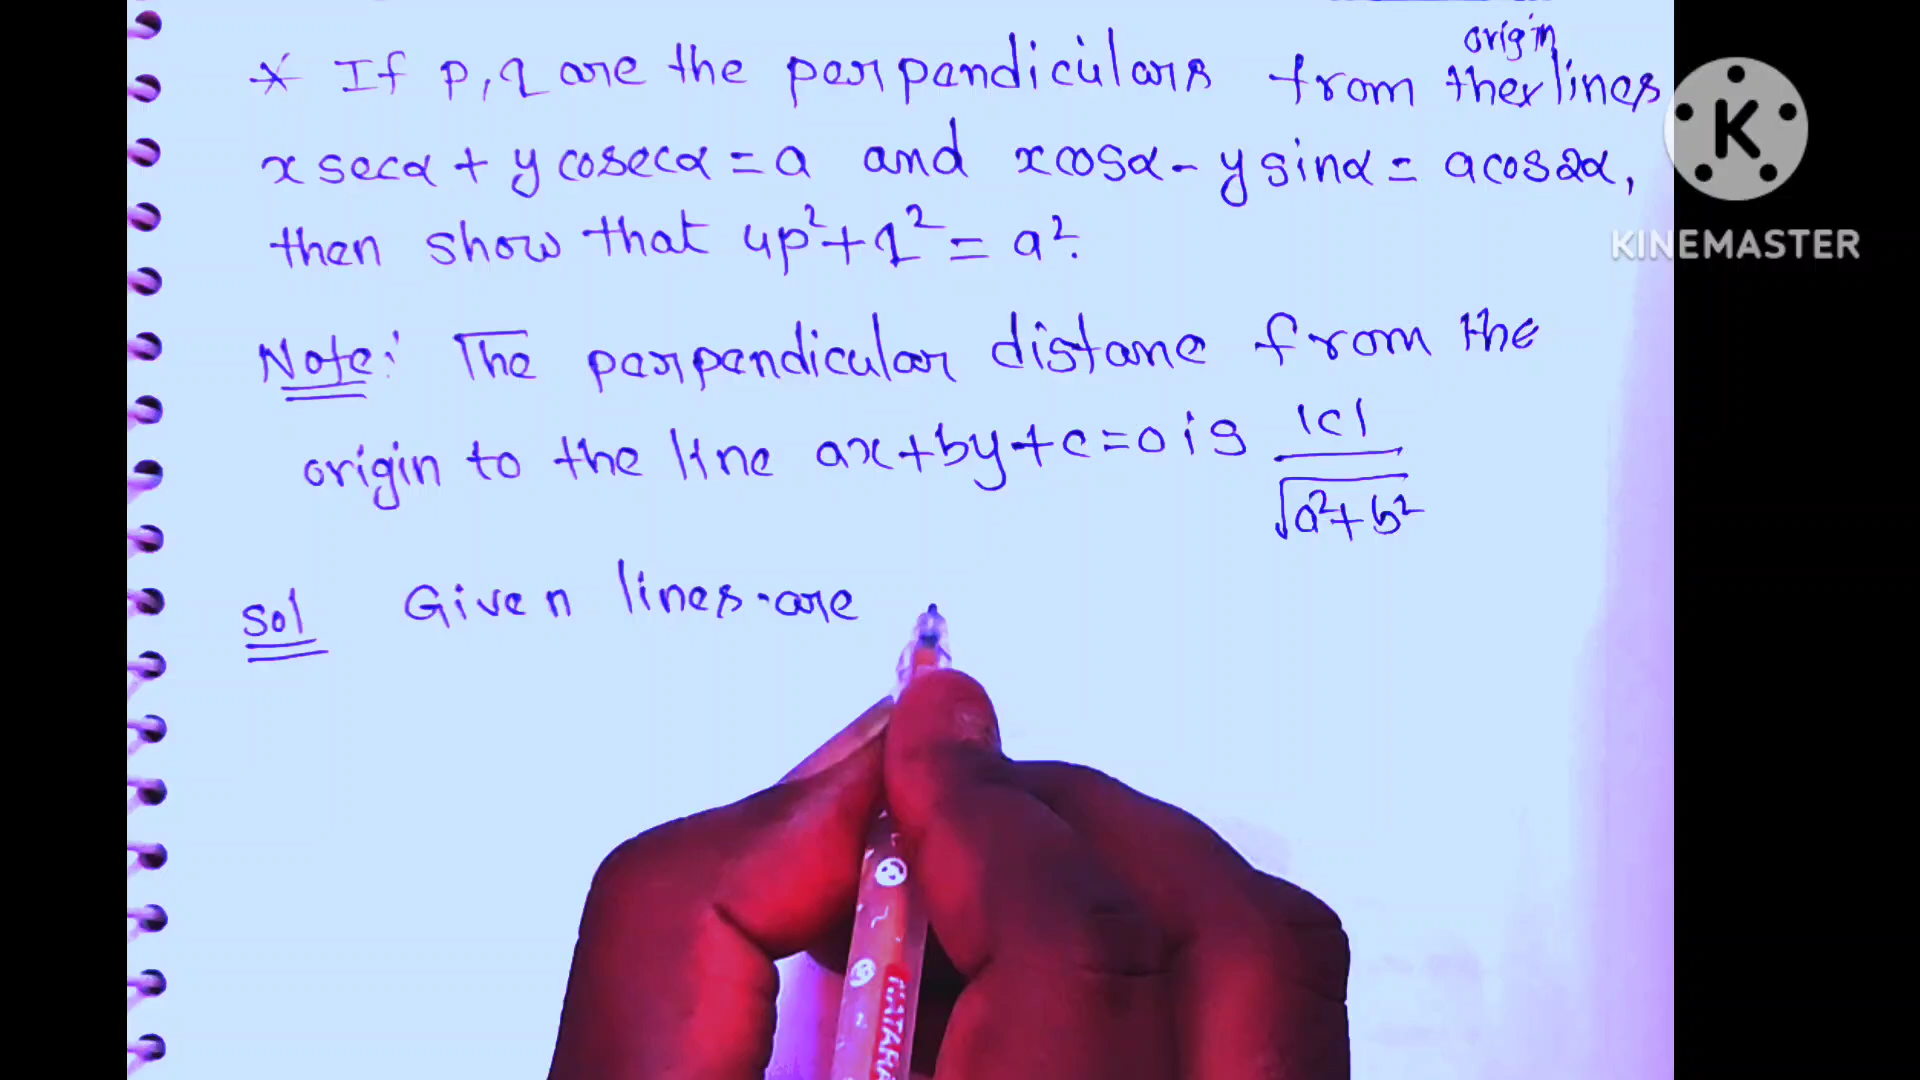 origin
* If p, q are the perpendiculars from the lines
x secα + y cosecα = a and x cosα - y sinα = a cos2α,
then show that 4p² + q² = a².
Note: The perpendicular distane from the
origin to the line ax+by+c=0 is |c|
√a²+b²
Sol Given lines are
K
KINEMASTER
KATARA